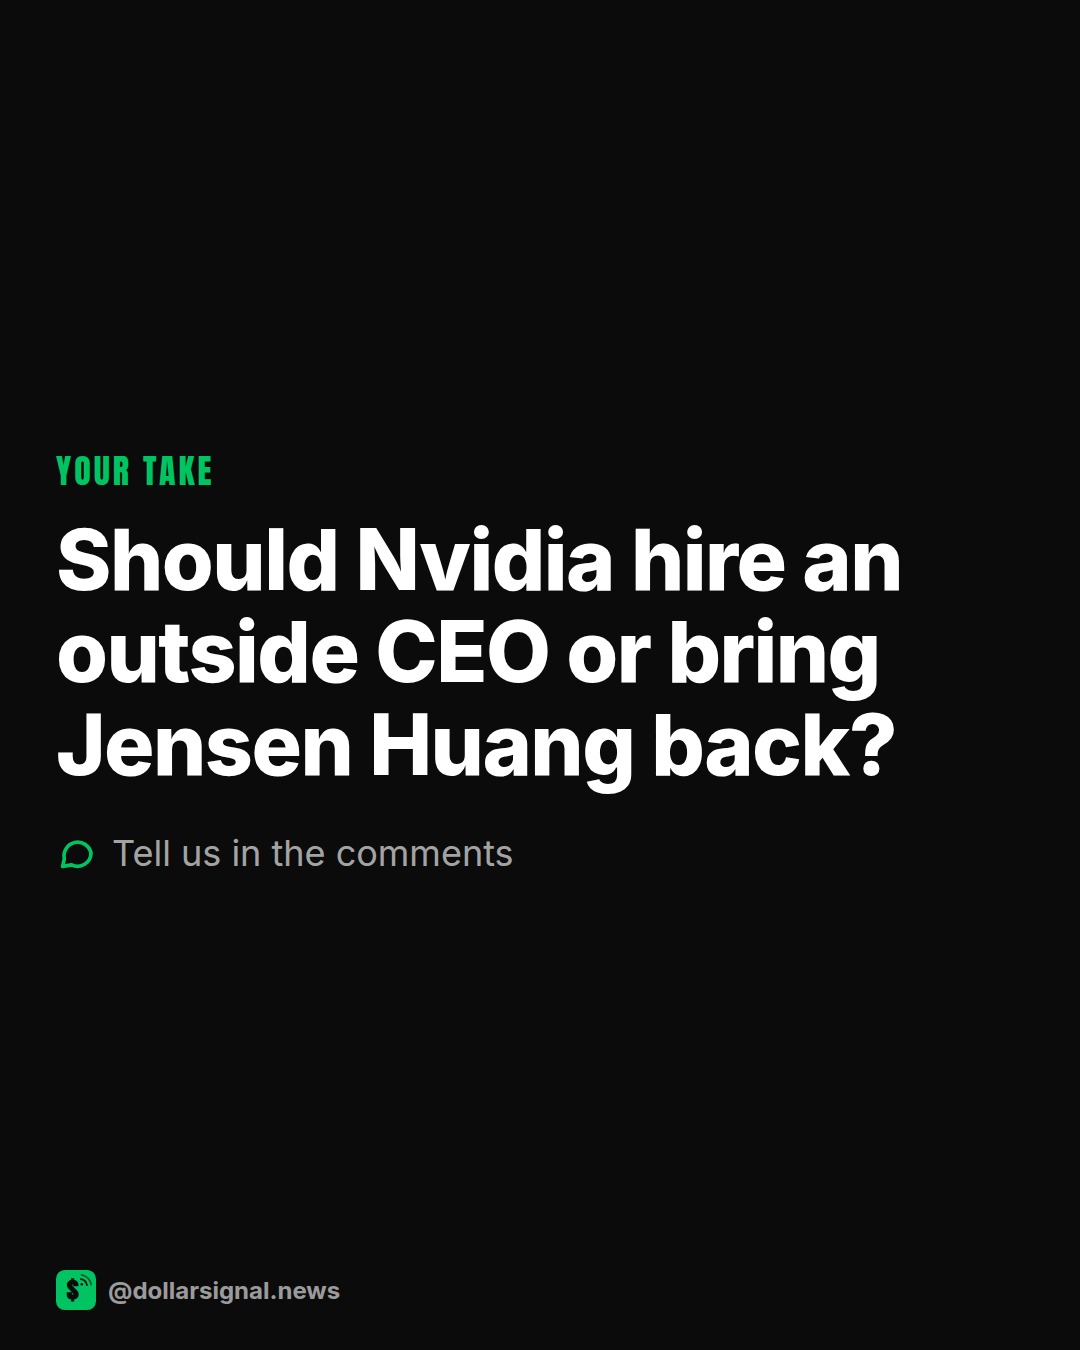 YOUR TAKE
Should Nvidia hire an
outside CEO or bring
Jensen Huang back?
Tell us in the comments
$ @dollarsignal.news